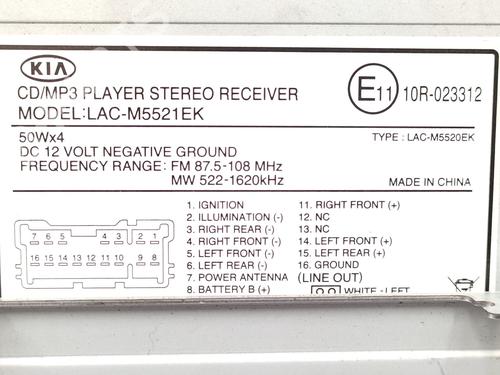 KIA
CD/MP3 PLAYER STEREO RECEIVER
MODEL:LAC-M5521EK
E11 10R-023312
50Wx4
TYPE : LAC-M5520EK
DC 12 VOLT NEGATIVE GROUND
FREQUENCY RANGE: FM 87.5-108 MHz
MW 522-1620kHz
MADE IN CHINA
1. IGNITION
2. ILLUMINATION (-)
3. RIGHT REAR (-)
4. RIGHT FRONT (-)
5. LEFT FRONT (-)
6. LEFT REAR (-)
7. POWER ANTENNA
8. BATTERY B (+)
11. RIGHT FRONT (+)
12. NC
13. NC
14. LEFT FRONT (+)
15. LEFT REAR (+)
16. GROUND
(LINE OUT)
WHITE - LEFT
7 6 5 4 3 2 1
16 15 14 13 12 11 10 9 8